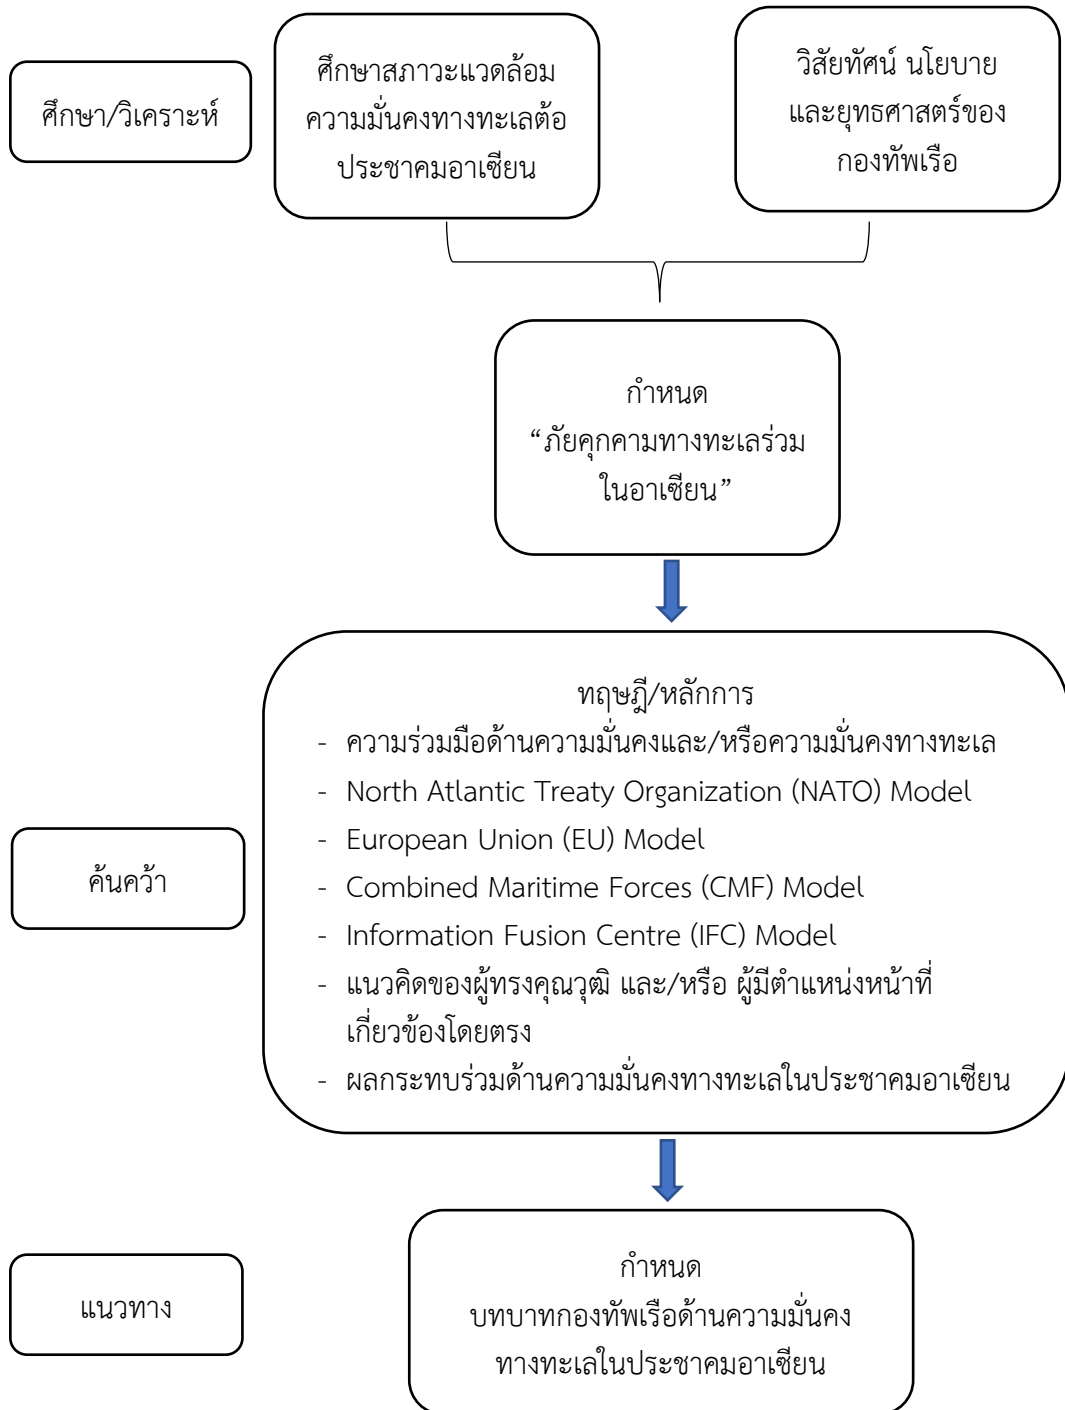 ศึกษา/วิเคราะห์
ศึกษาสภาวะแวดล้อม
ความมั่นคงทางทะเลต้อ
ประชาคมอาเซียน
วิสัยทัศน์ นโยบาย
และยุทธศาสตร์ของ
กองทัพเรือ
กำหนด
“ภัยคุกคามทางทะเลร่วม
ในอาเซียน”
ค้นคว้า
ทฤษฎี/หลักการ
- ความร่วมมือด้านความมั่นคงและ/หรือความมั่นคงทางทะเล
- North Atlantic Treaty Organization (NATO) Model
- European Union (EU) Model
- Combined Maritime Forces (CMF) Model
- Information Fusion Centre (IFC) Model
- แนวคิดของผู้ทรงคุณวุฒิ และ/หรือ ผู้มีตำแหน่งหน้าที่
เกี่ยวข้องโดยตรง
- ผลกระทบร่วมด้านความมั่นคงทางทะเลในประชาคมอาเซียน
แนวทาง
กำหนด
บทบาทกองทัพเรือด้านความมั่นคง
ทางทะเลในประชาคมอาเซียน